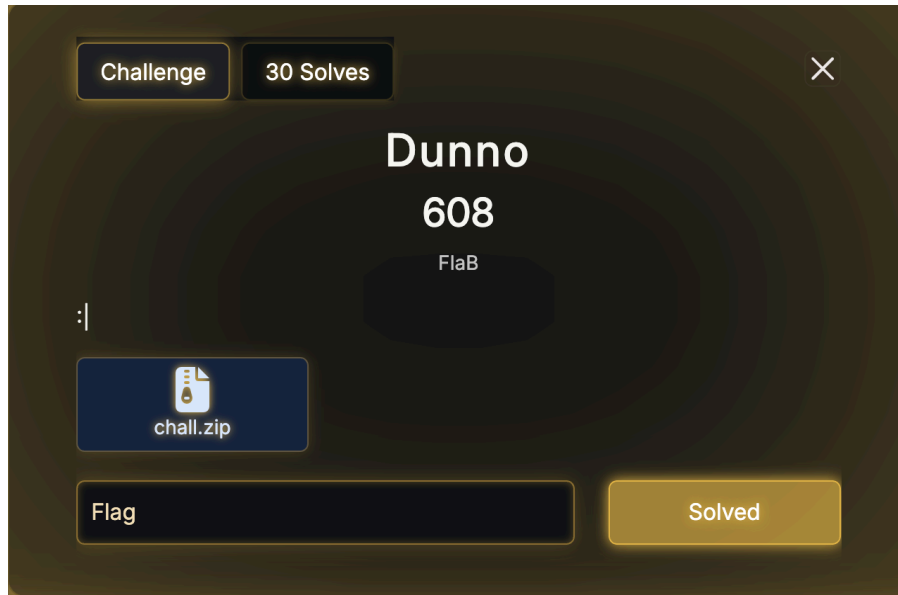 Challenge
30 Solves
Dunno
608
FlaB
:|
chall.zip
Flag
Solved